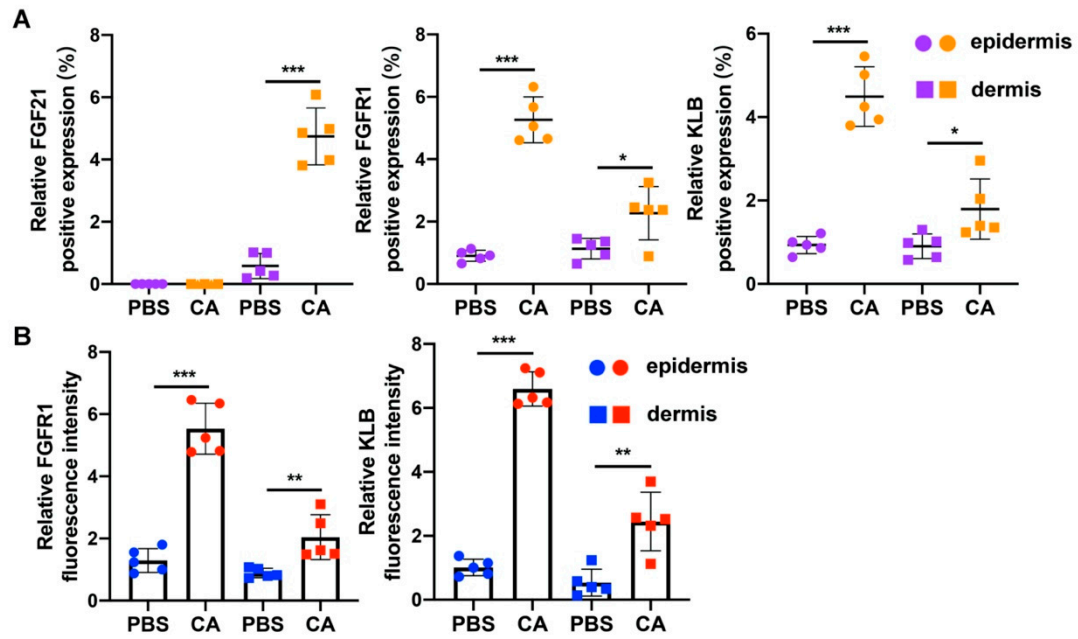 A
Relative FGF21
positive expression (%)
8
6
4
2
0
***
PBS CA PBS CA
Relative FGFR1
positive expression (%)
8
6
4
2
0
***
*
PBS CA PBS CA
Relative KLB
positive expression (%)
6
4
2
0
***
*
PBS CA PBS CA
epidermis
dermis
B
Relative FGFR1
fluorescence intensity
8
6
4
2
0
***
**
PBS CA PBS CA
Relative KLB
fluorescence intensity
8
6
4
2
0
***
**
PBS CA PBS CA
epidermis
dermis